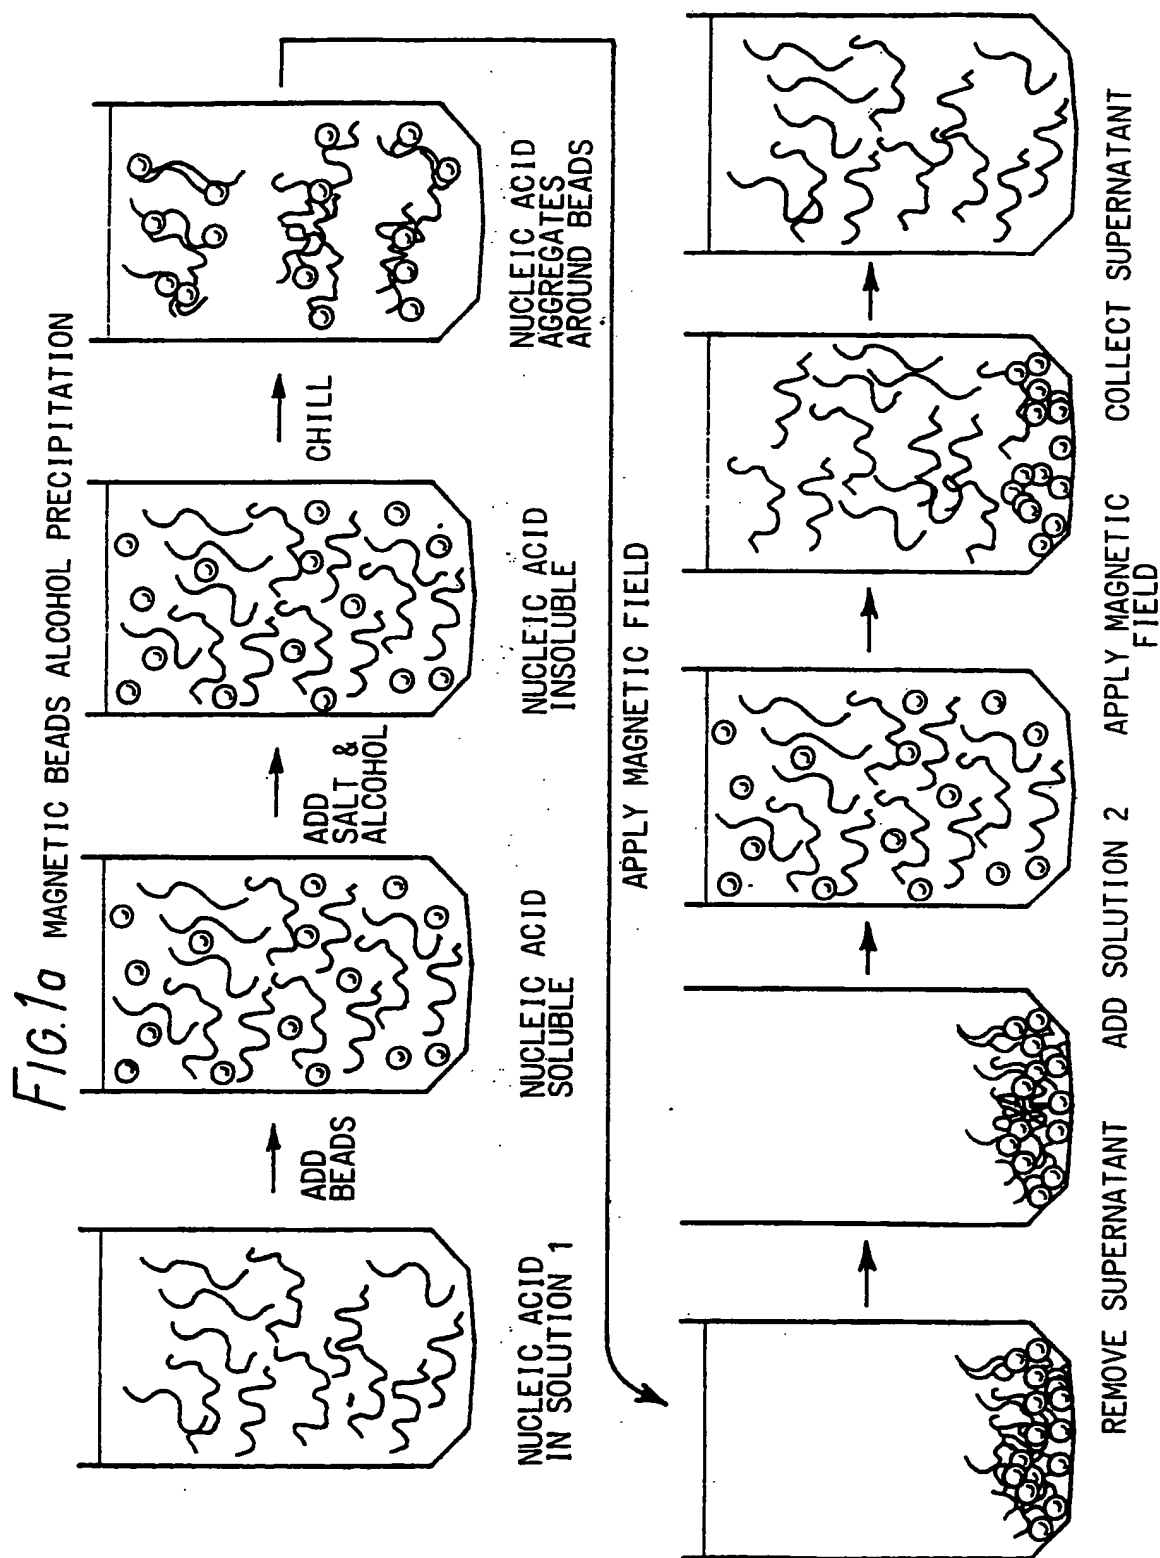 FIG.1a MAGNETIC BEADS ALCOHOL PRECIPITATION
ADD
BEADS
ADD
SALT &
ALCOHOL
CHILL
NUCLEIC ACID
IN SOLUTION 1
NUCLEIC ACID
SOLUBLE
NUCLEIC ACID
INSOLUBLE
NUCLEIC ACID
AGGREGATES
AROUND BEADS
APPLY MAGNETIC FIELD
REMOVE SUPERNATANT
ADD SOLUTION 2
APPLY MAGNETIC
FIELD
COLLECT SUPERNATANT